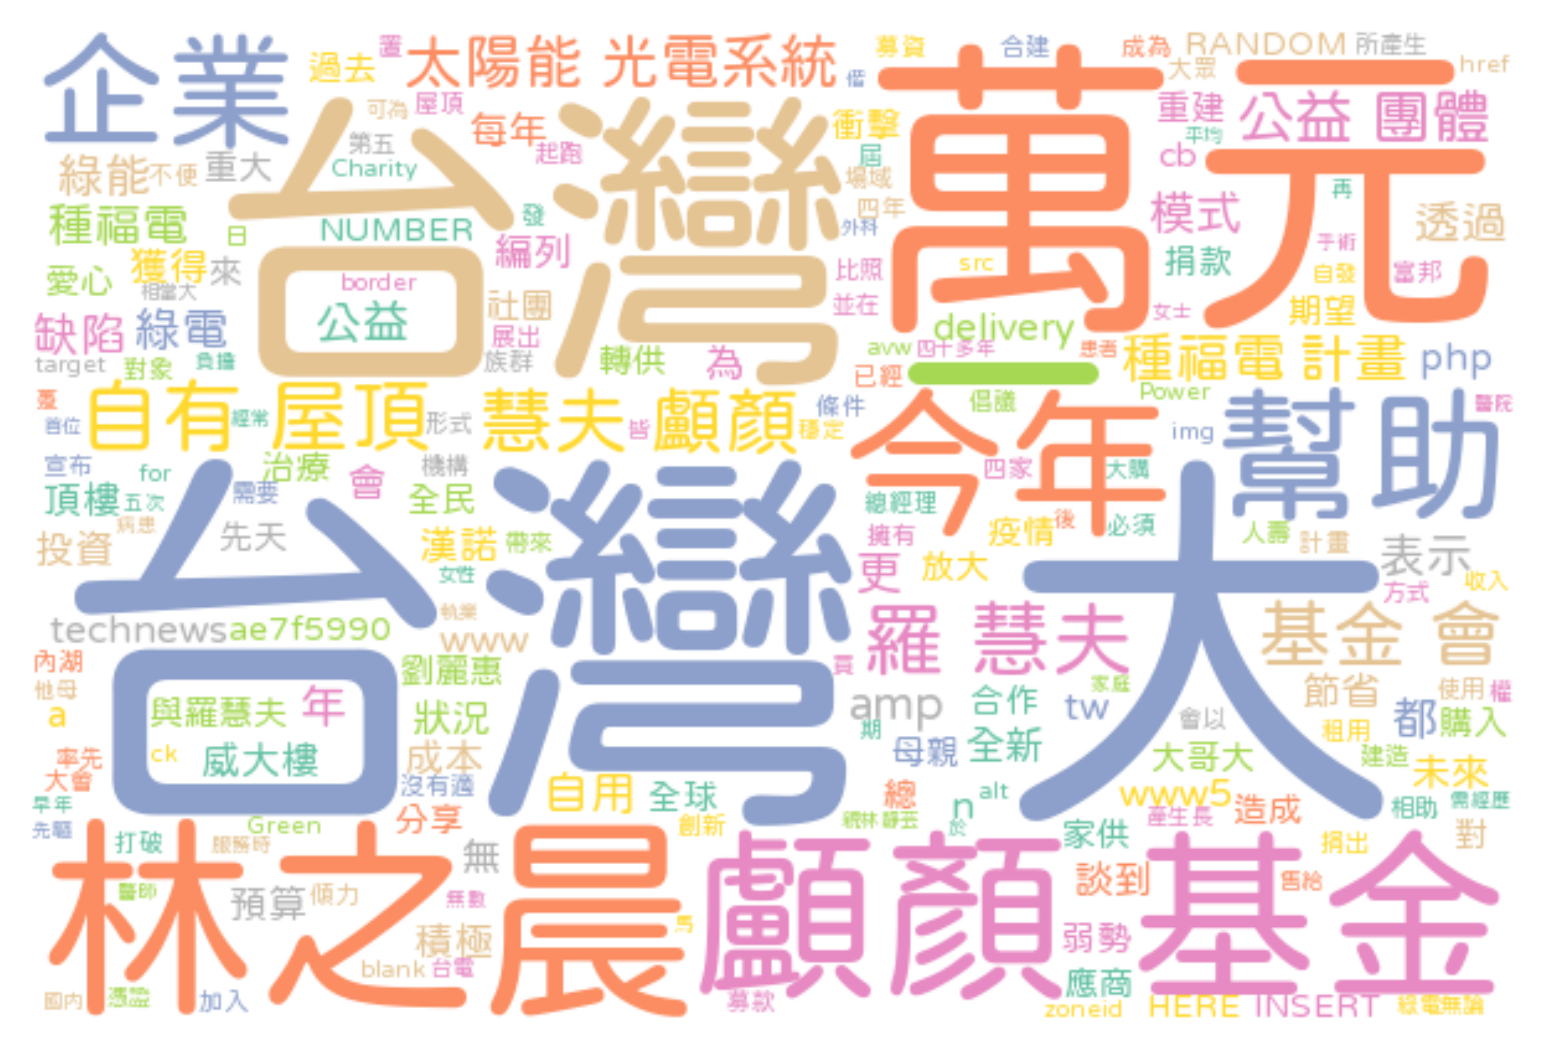 企業
過去
置
太陽能 光電系統
募資
合建
成為
RANDOM
所產生
href
大眾
萬元
可為
屋頂
每年
僭
衝擊
重建
公益 團體
平均
綠能
不便
重大
第五
Charity
起跑
台灣
屆
場域
四年
cb
再
種福電
日
NUMBER
發
編列
外科
模式
透過
愛心
獲得
來
相當大
border
比照
src
捐款
手術
自發
富邦
缺陷
綠電
公益
社團
展出
並在
delivery
女士
期望
target
對象
負擔
族群
轉供
為
avw
四十多年
患者
種福電 計畫
php
已經
自有 屋頂
經常
形式
慧夫 顱顏
皆
條件
穩定
倡議
Power
今年
img
幫助
醫院
首位
宣布
for
治療
會
機構
四家
大購
頂樓
五次
需要
全民
總經理
病患
先天
漢諾
帶來
擁有
疫情
後
必須
人壽
計畫
表示
投資
女性
更
放大
方式
收入
台灣大
technews
ae7f5990
執業
www
羅 慧夫
基金 會
內湖
他母
劉麗惠
貢
家庭
節省
使用
權
a
與羅慧夫
年
狀況
amp
合作
tw
會以
租用
都
購入
期
率先
ck
威大樓
成本
母親
全新
大哥大
建造
未來
大會
沒有適
早年
自用
全球
總
n
alt
www5
造成
相助
需經歷
先驅
Green
分享
創新
於
家供
產生長
捐出
對
打破
服務時
無
林之晨
顱顏
基金
談到
售給
醫師
預算
傾力
無數
馬
積極
弱勢
blank
台電
應商
國內
憑證
加入
募款
zoneid
HERE
INSERT
綠電無論